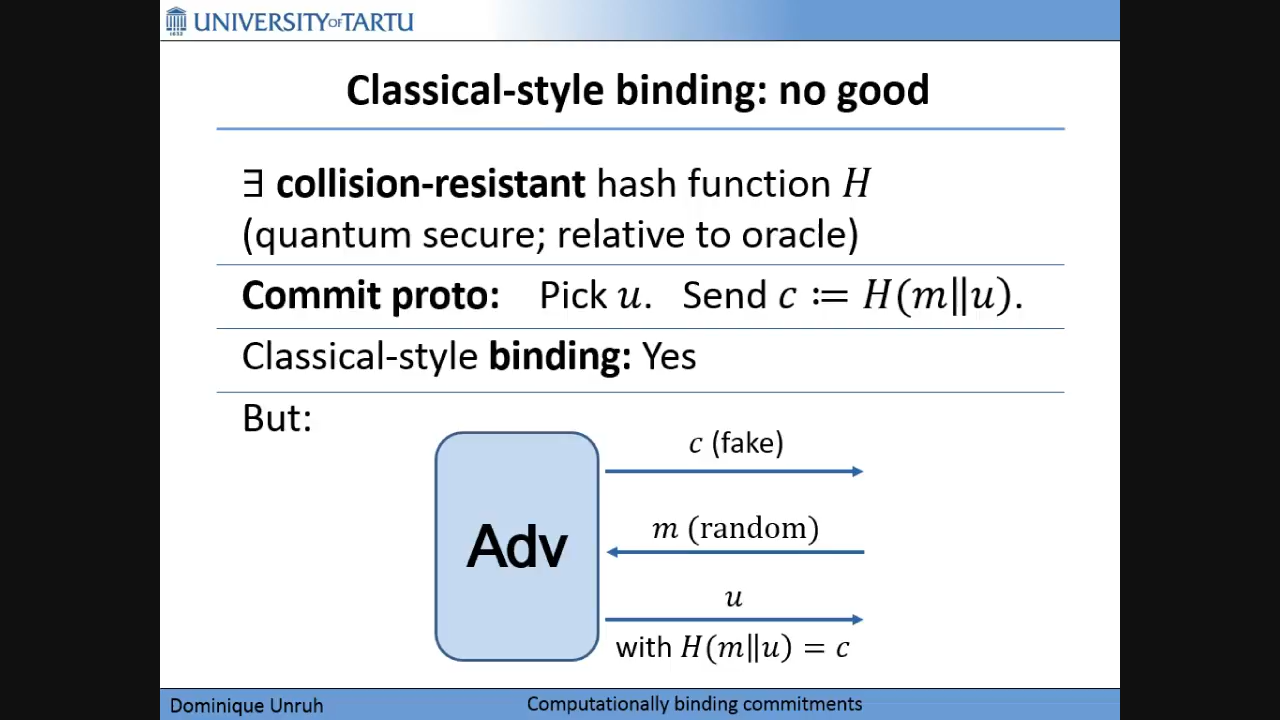 UNIVERSITY OF TARTU
1632
Classical-style binding: no good
∃ collision-resistant hash function H
(quantum secure; relative to oracle)
Commit proto: Pick u. Send c ≔ H(m‖u).
Classical-style binding: Yes
But:
c (fake)
m (random)
Adv
u
with H(m‖u) = c
Dominique Unruh
Computationally binding commitments